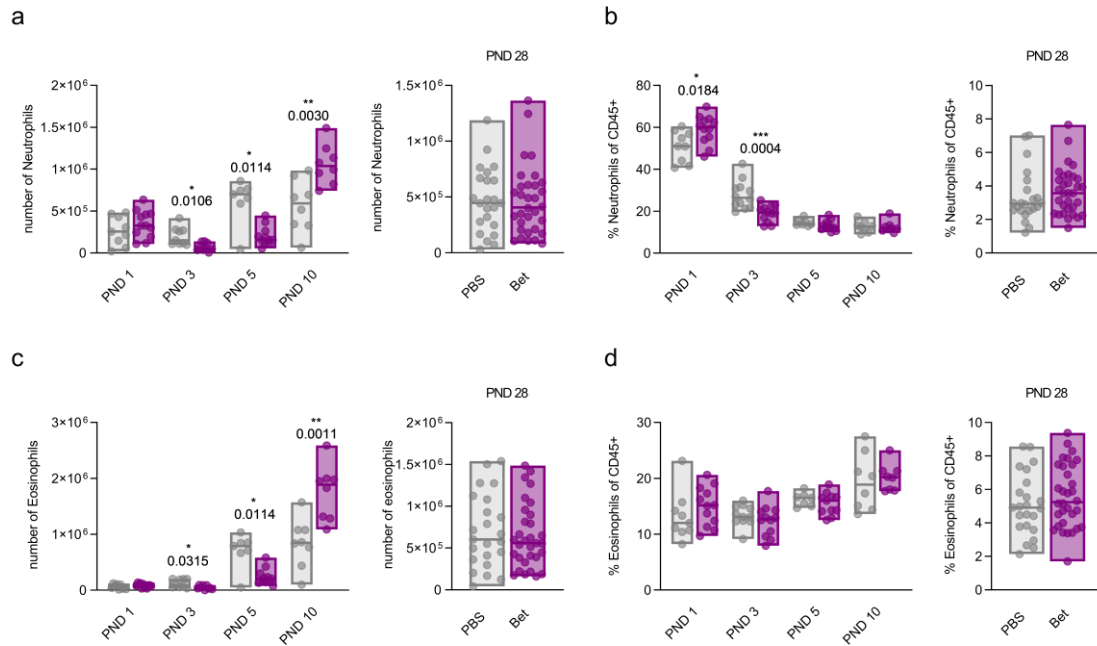 a
number of Neutrophils
2×10⁶
1.5×10⁶
1×10⁶
5×10⁵
0
*
0.0106
*
0.0114
**
0.0030
PND 1
PND 3
PND 5
PND 10
PND 28
number of Neutrophils
1.5×10⁶
1×10⁶
5×10⁵
0
PBS
Bet
b
% Neutrophils of CD45+
80
60
40
20
0
*
0.0184
***
0.0004
PND 1
PND 3
PND 5
PND 10
PND 28
% Neutrophils of CD45+
10
8
6
4
2
0
PBS
Bet
c
number of Eosinophils
3×10⁶
2×10⁶
1×10⁶
0
*
0.0315
*
0.0114
**
0.0011
PND 1
PND 3
PND 5
PND 10
PND 28
number of eosinophils
2×10⁶
1.5×10⁶
1×10⁶
5×10⁵
0
PBS
Bet
d
% Eosinophils of CD45+
30
20
10
0
PND 1
PND 3
PND 5
PND 10
PND 28
% Eosinophils of CD45+
10
8
6
4
2
0
PBS
Bet